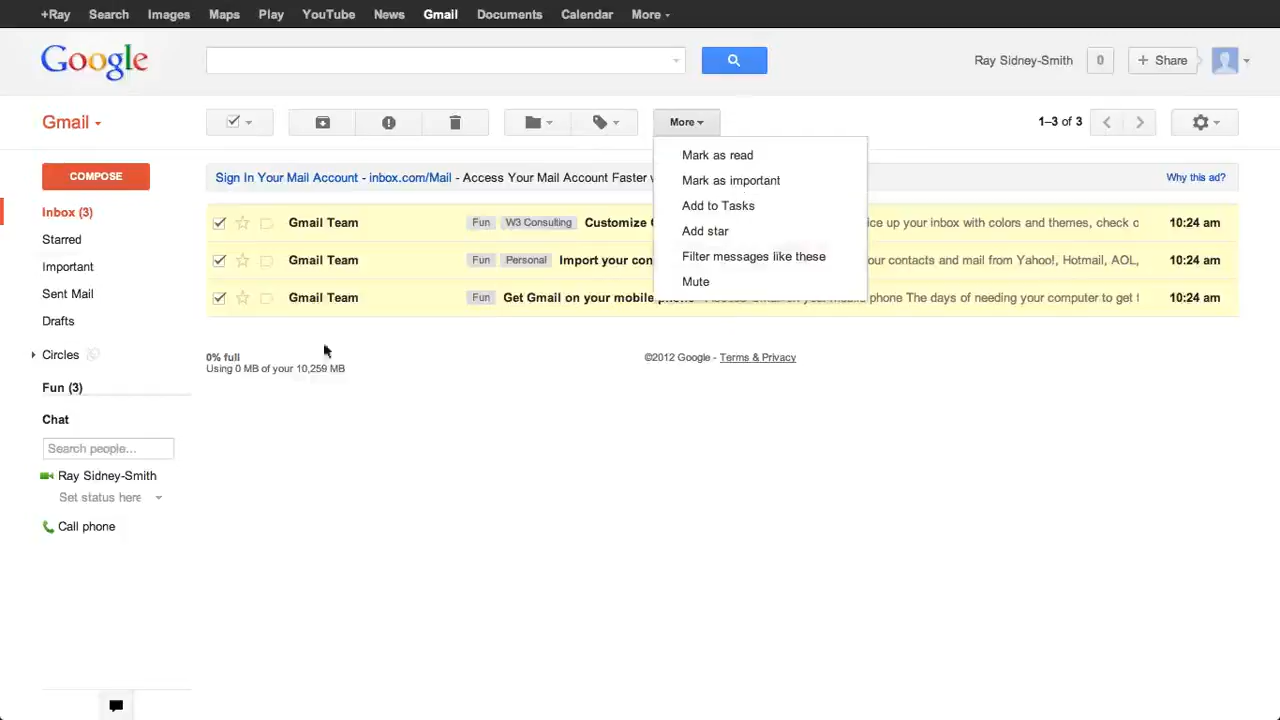 +Ray Search Images Maps Play YouTube News Gmail Documents Calendar More
Google
Ray Sidney-Smith 0 + Share
Gmail More 1–3 of 3
Mark as read
Mark as important
Add to Tasks
Add star
Filter messages like these
Mute
COMPOSE
Sign In Your Mail Account - inbox.com/Mail - Access Your Mail Account Faster Why this ad?
Inbox (3)
Gmail Team Fun W3 Consulting Customize up your inbox with colors and themes, check 10:24 am
Starred
Gmail Team Fun Personal Import your contacts and mail from Yahoo!, Hotmail, AOL, 10:24 am
Important
Sent Mail
Gmail Team Fun Get Gmail on your mobile phone The days of needing your computer to get 10:24 am
Drafts
Circles
Fun (3)
Chat
Search people...
Ray Sidney-Smith
Set status here
Call phone
0% full
Using 0 MB of your 10,259 MB
©2012 Google - Terms & Privacy